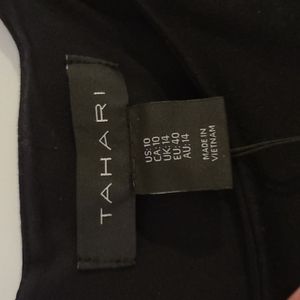 TAHARI
US:10
CA:10
UK:14
EU:40
AU:14
MADE IN
VIETNAM